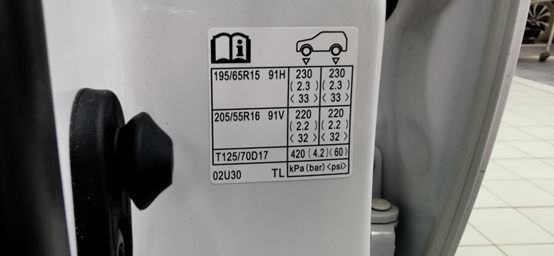 195/65R15 91H 230 230
(2.3) (2.3)
<33> <33>
205/55R16 91V 220 220
(2.2) (2.2)
<32> <32>
T125/70D17 420 (4.2) <60>
02U30 TL kPa (bar) <psi>